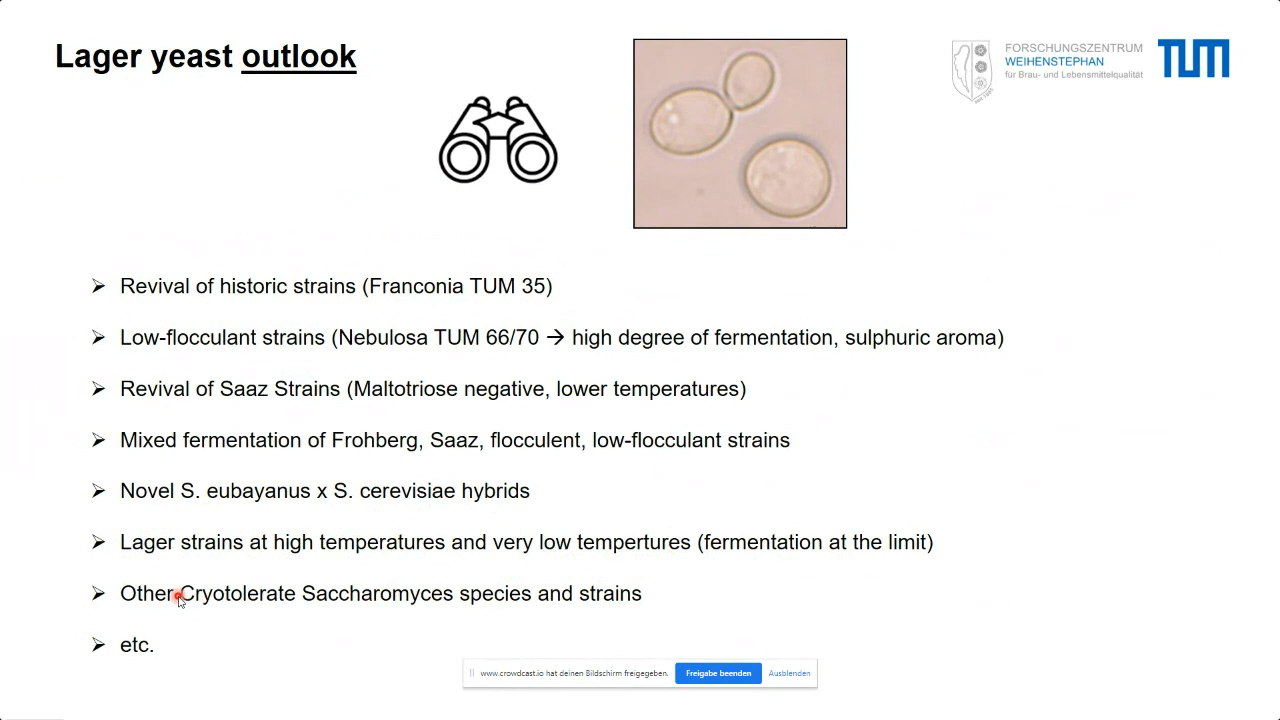 Lager yeast outlook
FORSCHUNGSZENTRUM
WEIHENSTEPHAN
für Brau- und Lebensmittelqualität
TUM
➢ Revival of historic strains (Franconia TUM 35)
➢ Low-flocculant strains (Nebulosa TUM 66/70 → high degree of fermentation, sulphuric aroma)
➢ Revival of Saaz Strains (Maltotriose negative, lower temperatures)
➢ Mixed fermentation of Frohberg, Saaz, flocculent, low-flocculant strains
➢ Novel S. eubayanus x S. cerevisiae hybrids
➢ Lager strains at high temperatures and very low tempertures (fermentation at the limit)
➢ Other Cryotolerate Saccharomyces species and strains
➢ etc.
www.crowdcast.io hat deinen Bildschirm freigegeben. Freigabe beenden Ausblenden